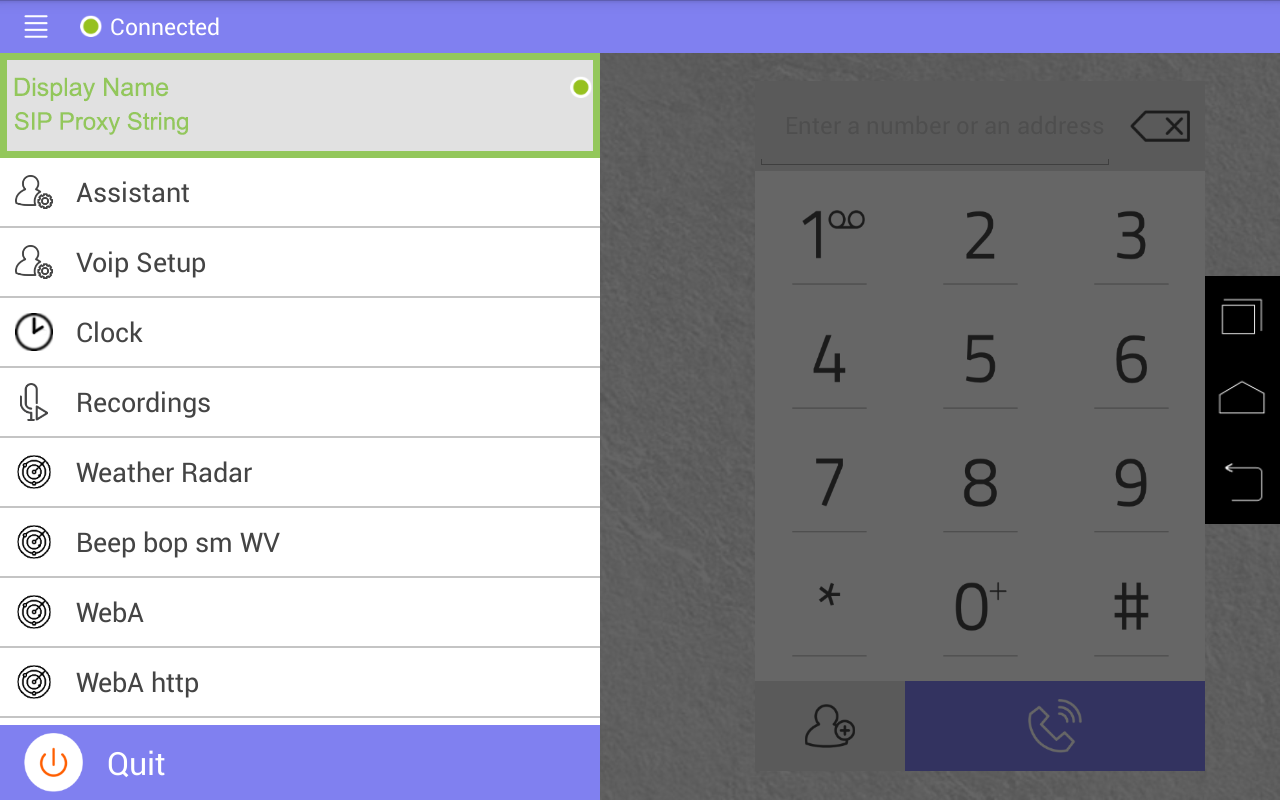 Connected
Display Name
SIP Proxy String
Assistant
Voip Setup
Clock
Recordings
Weather Radar
Beep bop sm WV
WebA
WebA http
Quit
Enter a number or an address
1 2 3
4 5 6
7 8 9
* 0+ #